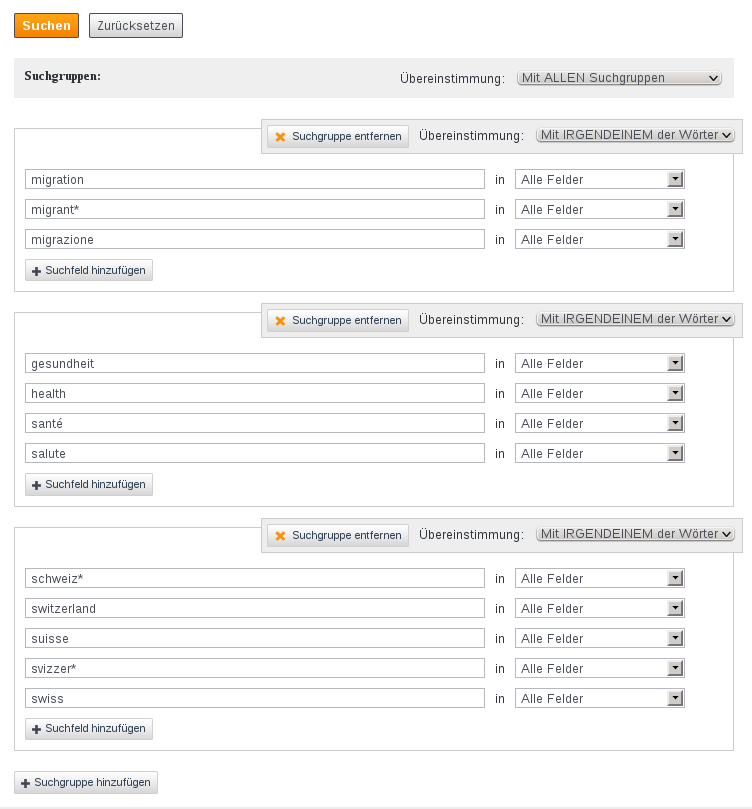 Suchen Zurücksetzen
Suchgruppen: Übereinstimmung: Mit ALLEN Suchgruppen
Suchgruppe entfernen Übereinstimmung: Mit IRGENDEINEM der Wörter
migration in Alle Felder
migrant* in Alle Felder
migrazione in Alle Felder
Suchfeld hinzufügen
Suchgruppe entfernen Übereinstimmung: Mit IRGENDEINEM der Wörter
gesundheit in Alle Felder
health in Alle Felder
santé in Alle Felder
salute in Alle Felder
Suchfeld hinzufügen
Suchgruppe entfernen Übereinstimmung: Mit IRGENDEINEM der Wörter
schweiz* in Alle Felder
switzerland in Alle Felder
suisse in Alle Felder
svizzer* in Alle Felder
swiss in Alle Felder
Suchfeld hinzufügen
Suchgruppe hinzufügen